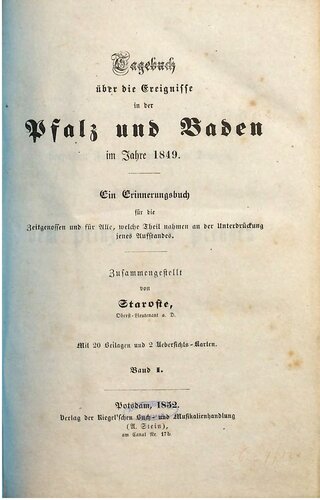 Tagebuch
über die Ereignisse
in der
Pfalz und Baden
im Jahre 1849.
Ein Erinnerungsbuch
für die
Zeitgenossen und für Alle, welche Theil nahmen an der Unterdrückung
jenes Aufstandes.
Zusammengestellt
von
Staroste,
Oberst-Lieutenant a. D.
Mit 20 Beilagen und 2 Uebersichts-Karten.
Band I.
Potsdam, 1852.
Verlag der Riegel'schen Buch- und Musikalienhandlung
(A. Stein),
am Canal Nr. 17b.